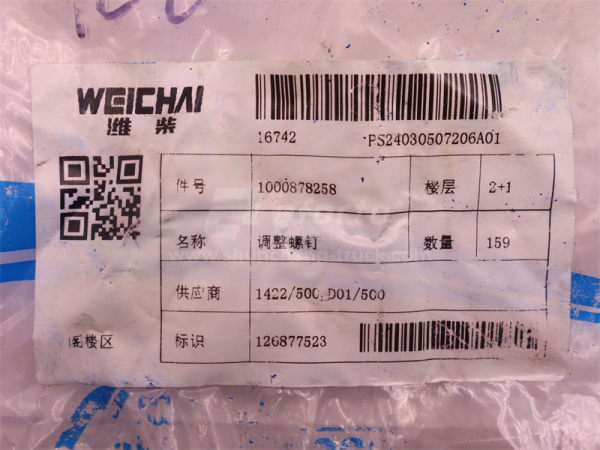 WEICHAI
潍柴
16742 PS24030507206A01
件号 1000878258 楼层 2+1
名称 调整螺钉 数量 159
供应商 1422/500 D01/500
阁楼区 标识 126877523